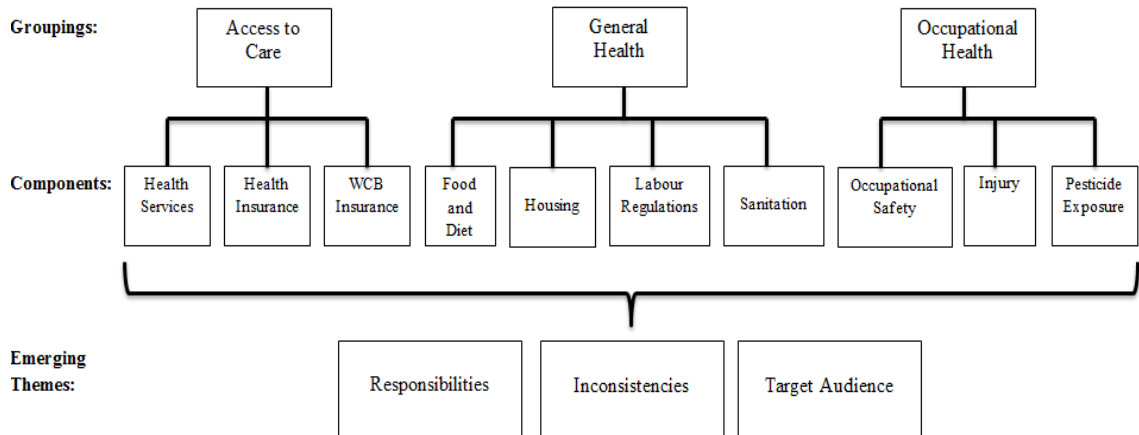 Groupings:
Access to
Care
General
Health
Occupational
Health
Components:
Health
Services
Health
Insurance
WCB
Insurance
Food
and
Diet
Housing
Labour
Regulations
Sanitation
Occupational
Safety
Injury
Pesticide
Exposure
Emerging
Themes:
Responsibilities
Inconsistencies
Target Audience